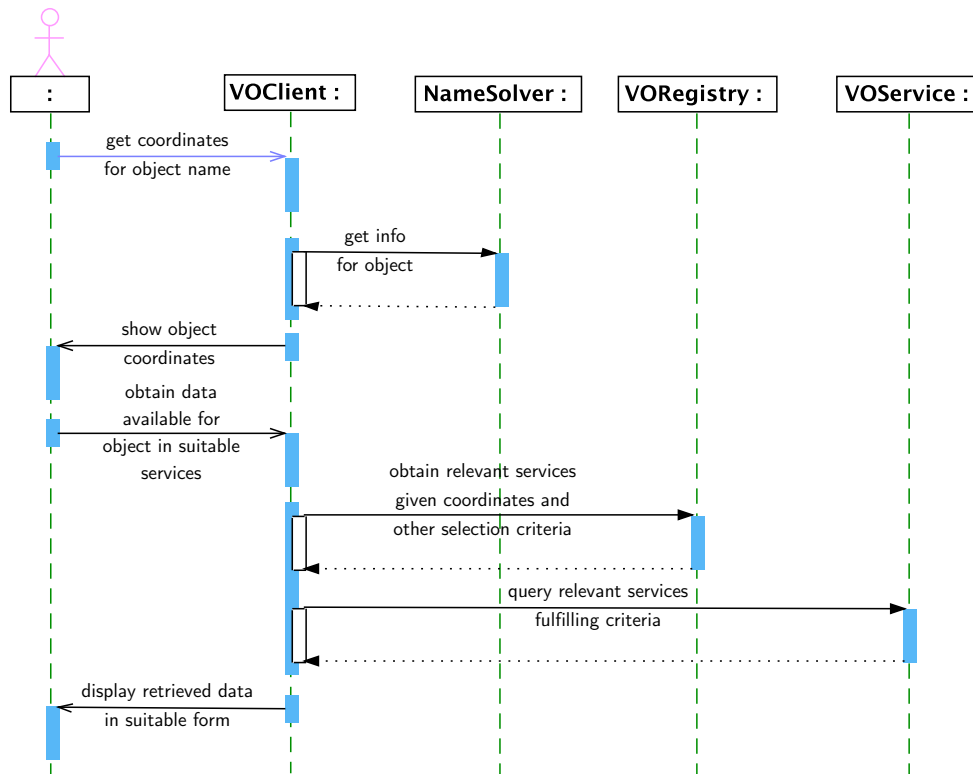 :
VOClient :
NameSolver :
VORegistry :
VOService :
get coordinates
for object name
get info
for object
show object
coordinates
obtain data
available for
object in suitable
services
obtain relevant services
given coordinates and
other selection criteria
query relevant services
fulfilling criteria
display retrieved data
in suitable form